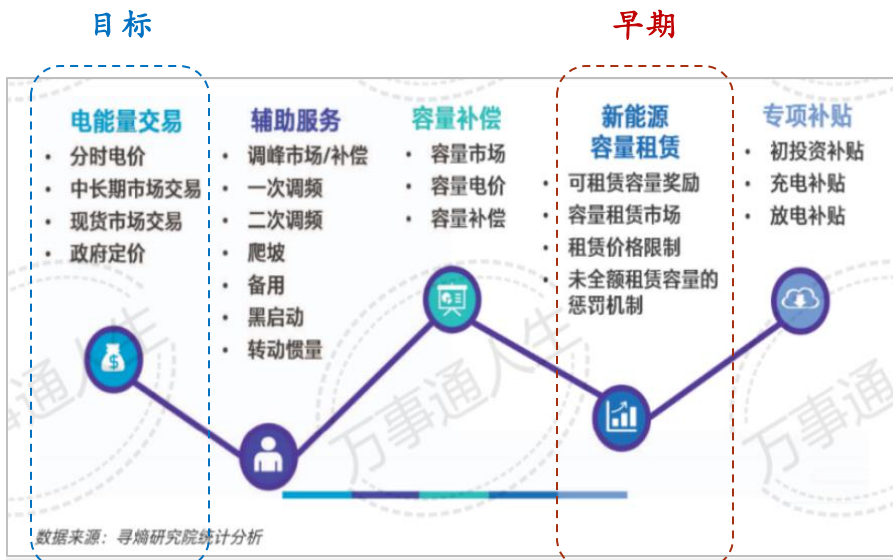 目标
早期
电能量交易
• 分时电价
• 中长期市场交易
• 现货市场交易
• 政府定价
辅助服务
• 调峰市场/补偿
• 一次调频
• 二次调频
• 爬坡
• 备用
• 黑启动
• 转动惯量
容量补偿
• 容量市场
• 容量电价
• 容量补偿
新能源
容量租赁
• 可租赁容量奖励
• 容量租赁市场
• 租赁价格限制
• 未全额租赁容量的
惩罚机制
专项补贴
• 初投资补贴
• 充电补贴
• 放电补贴
$
万事通人生
万事通人生
万事通
数据来源：寻熵研究院统计分析